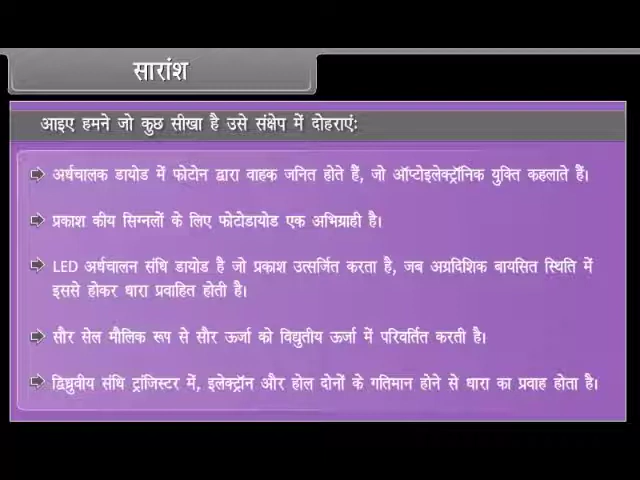 सारांश
आइए हमने जो कुछ सीखा है उसे संक्षेप में दोहराएं:
अर्धचालक डायोड में फोटोन द्वारा वाहक जनित होते हैं, जो ऑप्टोइलेक्ट्रॉनिक युक्ति कहलाते हैं।
प्रकाश कीय सिग्नलों के लिए फोटोडायोड एक अभिग्राही है।
LED अर्धचालन संधि डायोड है जो प्रकाश उत्सर्जित करता है, जब अग्रदिशिक बायसित स्थिति में
इससे होकर धारा प्रवाहित होती है।
सौर सेल मौलिक रूप से सौर ऊर्जा को विद्युतीय ऊर्जा में परिवर्तित करती है।
द्विध्रुवीय संधि ट्रांजिस्टर में, इलेक्ट्रॉन और होल दोनों के गतिमान होने से धारा का प्रवाह होता है।